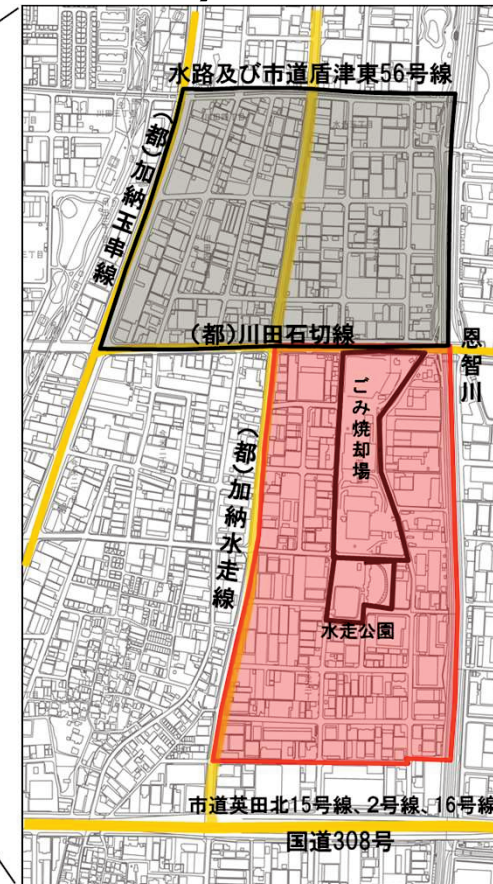 水路及び市道盾津東56号線
(都)加納玉串線
(都)川田石切線
恩智川
ごみ焼却場
(都)加納水走線
水走公園
市道英田北15号線、2号線、16号線
国道308号